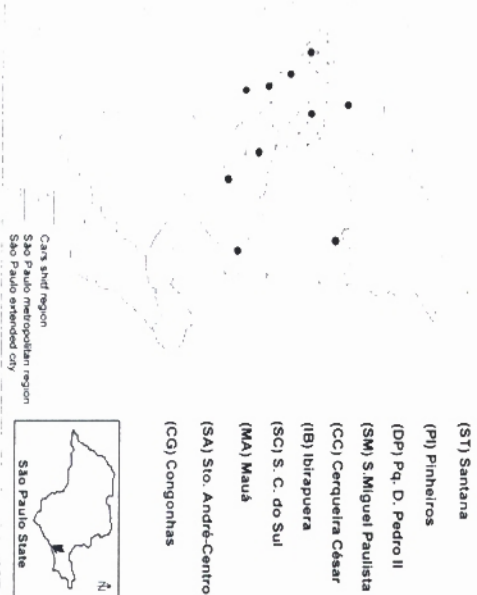 (ST) Santana
(PI) Pinheiros
(DP) Pq. D. Pedro II
(SM) S.Miguel Paulista
(CC) Cerqueira César
(IB) Ibirapuera
(SC) S. C. do Sul
(MA) Mauá
(SA) Sto. André-Centro
(CG) Congonhas
Cars shift region
São Paulo metropolitan region
São Paulo extended city
N
São Paulo State